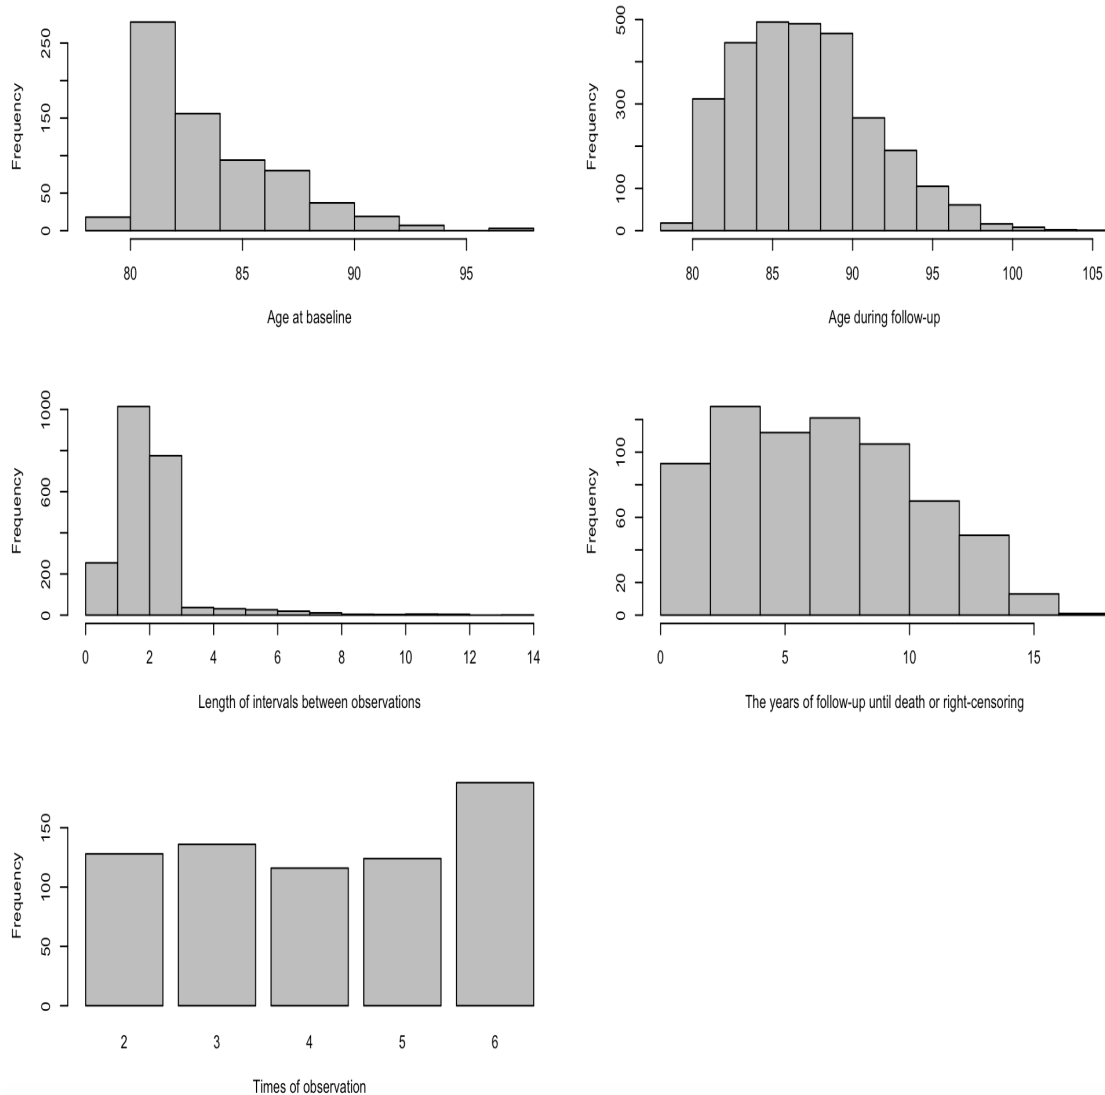 Frequency
250
150
50
0
80 85 90 95
Age at baseline
Frequency
500
300
100
0
80 85 90 95 100 105
Age during follow-up
Frequency
1000
600
200
0
0 2 4 6 8 10 12 14
Length of intervals between observations
Frequency
100
60
20
0
0 5 10 15
The years of follow-up until death or right-censoring
Frequency
150
100
50
0
2 3 4 5 6
Times of observation